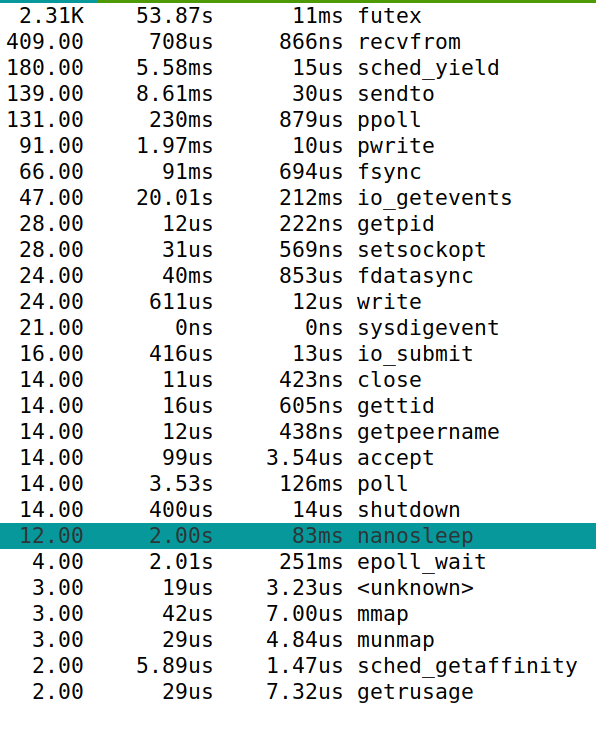 2.31K 53.87s 11ms futex
409.00 708us 866ns recvfrom
180.00 5.58ms 15us sched_yield
139.00 8.61ms 30us sendto
131.00 230ms 879us ppoll
91.00 1.97ms 10us pwrite
66.00 91ms 694us fsync
47.00 20.01s 212ms io_getevents
28.00 12us 222ns getpid
28.00 31us 569ns setsockopt
24.00 40ms 853us fdatasync
24.00 611us 12us write
21.00 0ns 0ns sysdigevent
16.00 416us 13us io_submit
14.00 11us 423ns close
14.00 16us 605ns gettid
14.00 12us 438ns getpeername
14.00 99us 3.54us accept
14.00 3.53s 126ms poll
14.00 400us 14us shutdown
12.00 2.00s 83ms nanosleep
4.00 2.01s 251ms epoll_wait
3.00 19us 3.23us <unknown>
3.00 42us 7.00us mmap
3.00 29us 4.84us munmap
2.00 5.89us 1.47us sched_getaffinity
2.00 29us 7.32us getrusage